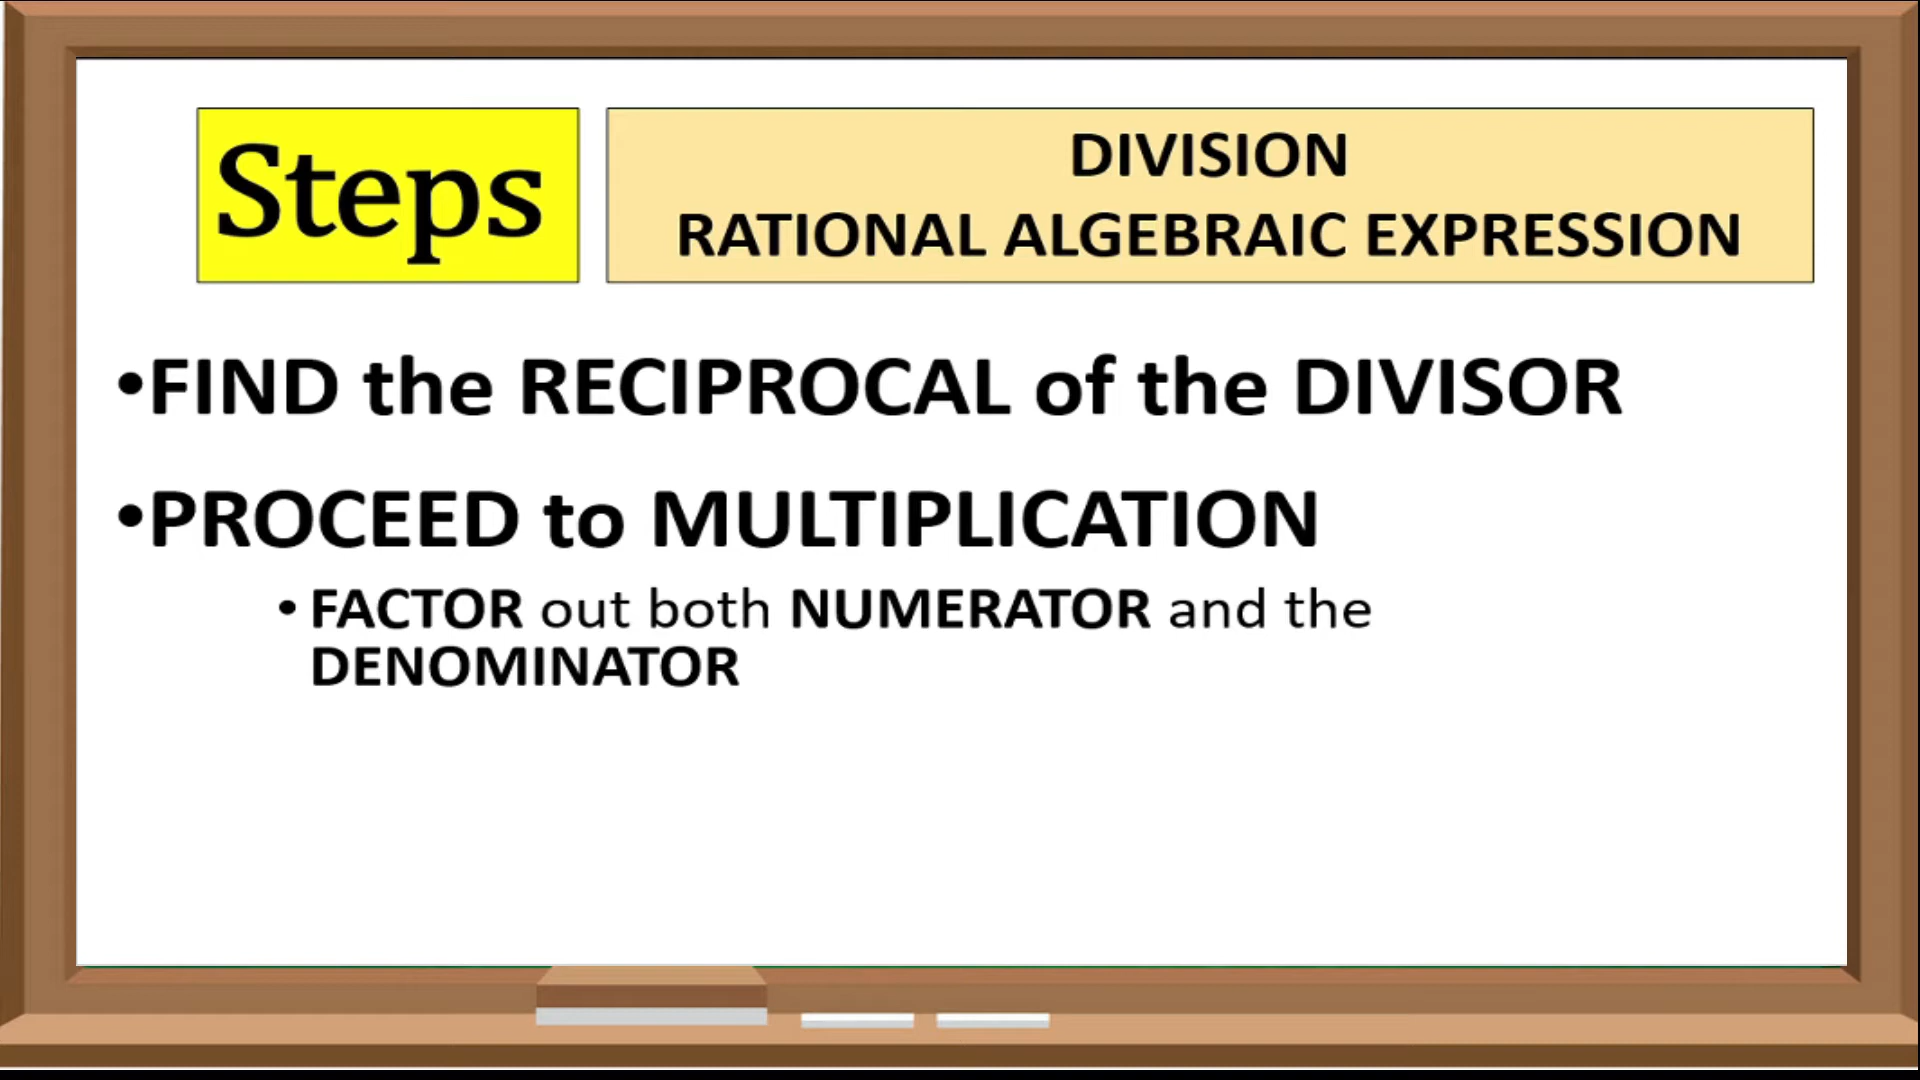 Steps
DIVISION
RATIONAL ALGEBRAIC EXPRESSION
•FIND the RECIPROCAL of the DIVISOR
•PROCEED to MULTIPLICATION
• FACTOR out both NUMERATOR and the
DENOMINATOR